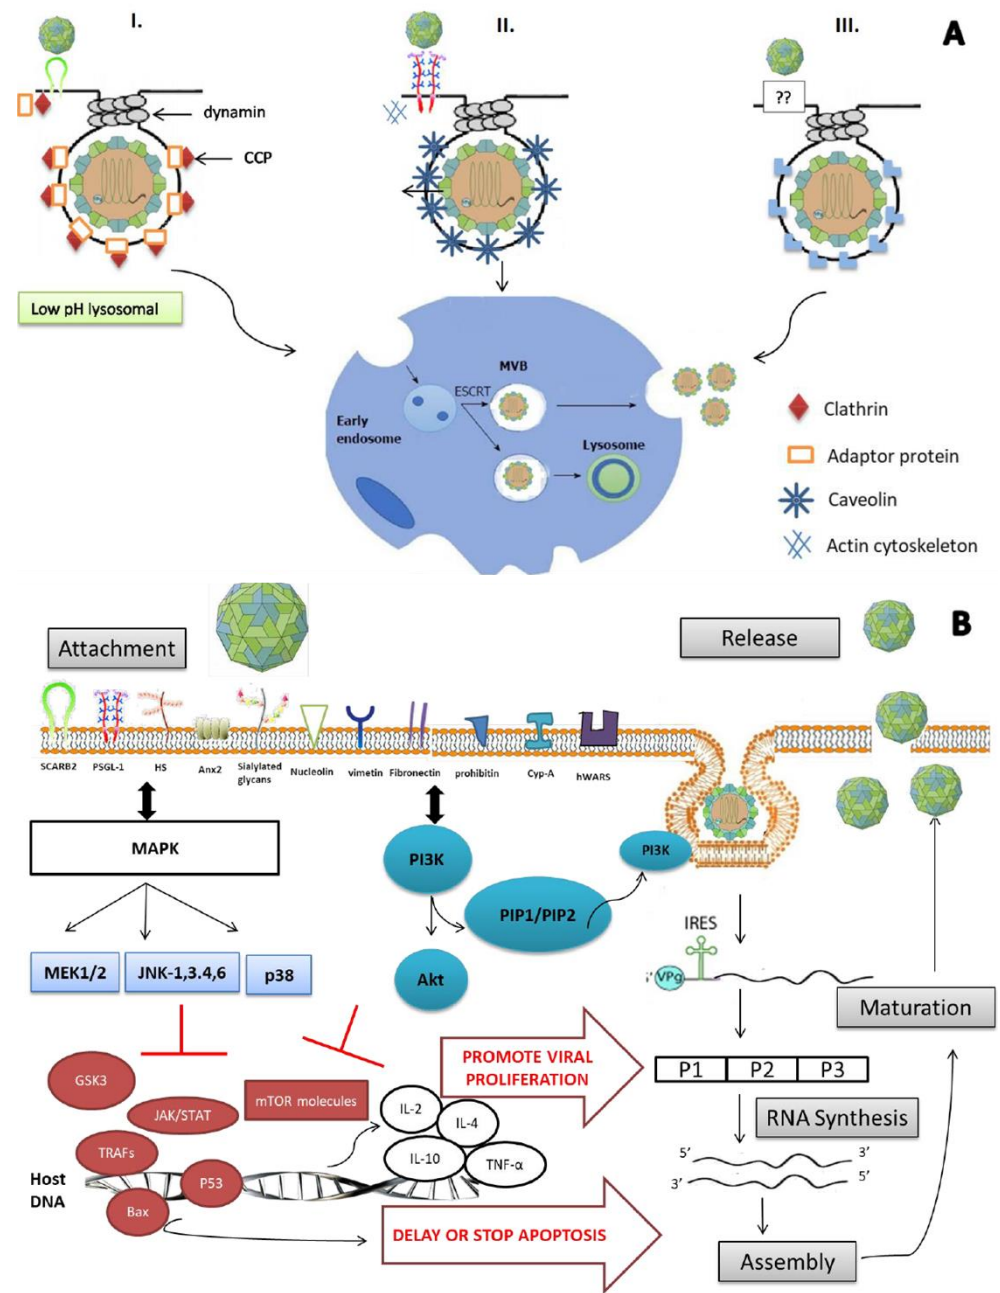 I.
II.
III.
A
??
dynamin
CCP
Low pH lysosomal
MVB
ESCRT
Early
endosome
Lysosome
Clathrin
Adaptor protein
Caveolin
Actin cytoskeleton
B
Attachment
Release
SCARB2
PSGL-1
HS
Anx2
Sialylated
glycans
Nucleolin
vimetin
Fibronectin
prohibitin
Cyp-A
hWARS
MAPK
PI3K
PI3K
PIP1/PIP2
Akt
IRES
5' VPg
MEK1/2
JNK-1,3.4,6
p38
Maturation
PROMOTE VIRAL
PROLIFERATION
P1 P2 P3
GSK3
JAK/STAT
mTOR molecules
IL-2
IL-4
IL-10
TNF-α
RNA Synthesis
TRAFs
P53
Host
DNA
Bax
5' 3'
3' 5'
DELAY OR STOP APOPTOSIS
Assembly